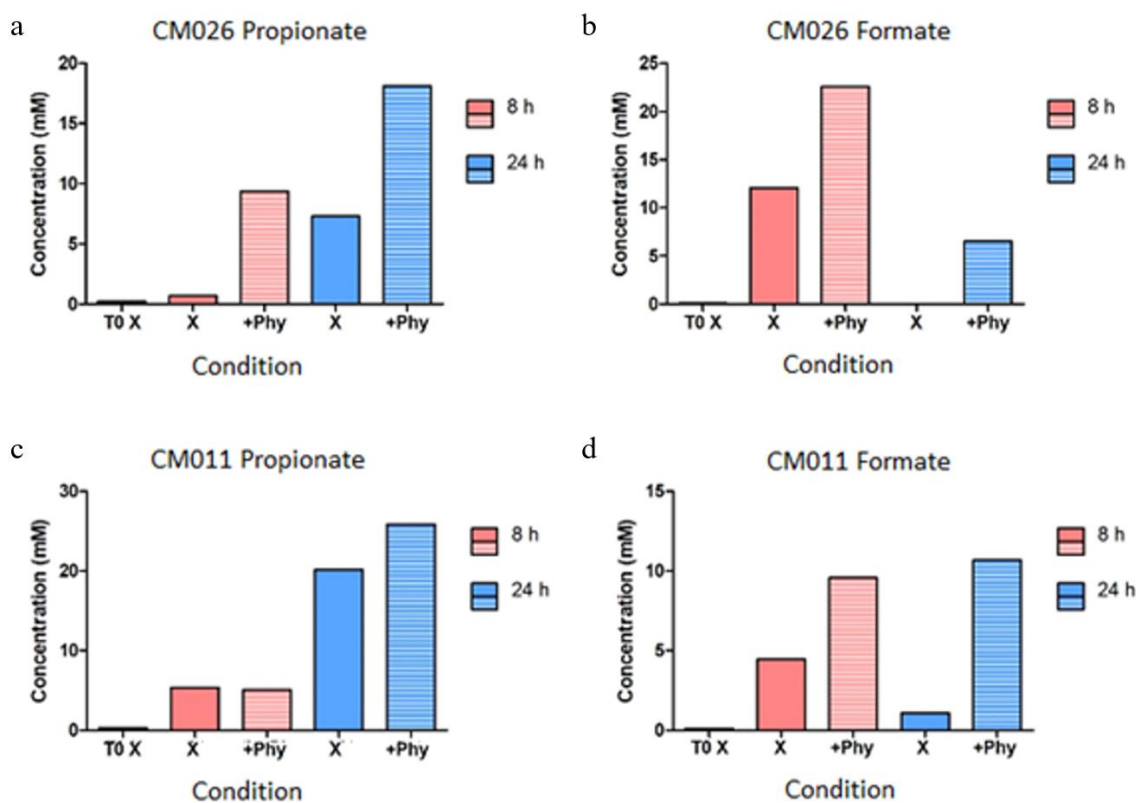 a
CM026 Propionate
Concentration (mM)
20
15
10
5
0
T0 X
X
+Phy
X
+Phy
Condition
8 h
24 h
b
CM026 Formate
Concentration (mM)
25
20
15
10
5
0
T0 X
X
+Phy
X
+Phy
Condition
8 h
24 h
c
CM011 Propionate
Concentration (mM)
30
20
10
0
T0 X
X
+Phy
X
+Phy
Condition
8 h
24 h
d
CM011 Formate
Concentration (mM)
15
10
5
0
T0 X
X
+Phy
X
+Phy
Condition
8 h
24 h